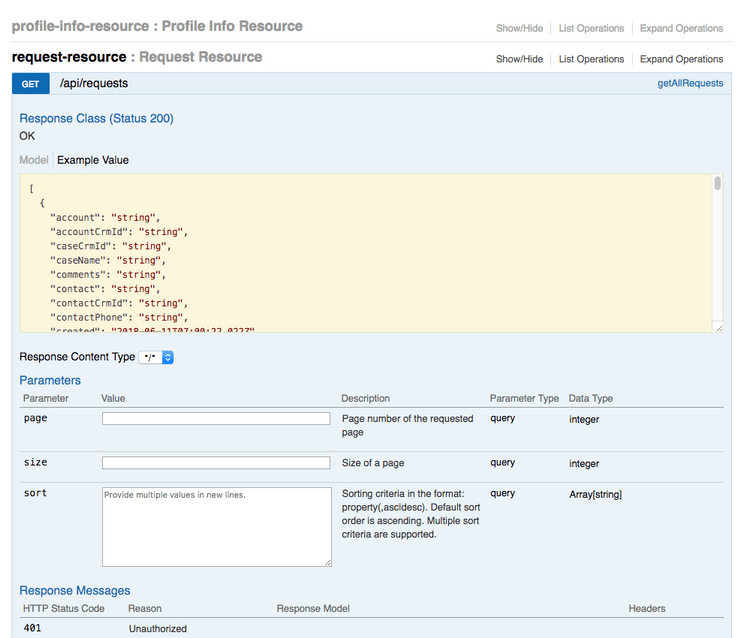 profile-info-resource : Profile Info Resource Show/Hide List Operations Expand Operations
request-resource : Request Resource Show/Hide List Operations Expand Operations
GET /api/requests getAllRequests
Response Class (Status 200)
OK
Model Example Value
[
{
"account": "string",
"accountCrmId": "string",
"caseCrmId": "string",
"caseName": "string",
"comments": "string",
"contact": "string",
"contactCrmId": "string",
"contactPhone": "string",
"created": "2018-06-11T07:00:22.022Z"
Response Content Type */*
Parameters
Parameter Value Description Parameter Type Data Type
page Page number of the requested query integer
page
size Size of a page query integer
sort Provide multiple values in new lines. Sorting criteria in the format: query Array[string]
property(,asc|desc). Default sort
order is ascending. Multiple sort
criteria are supported.
Response Messages
HTTP Status Code Reason Response Model Headers
401 Unauthorized